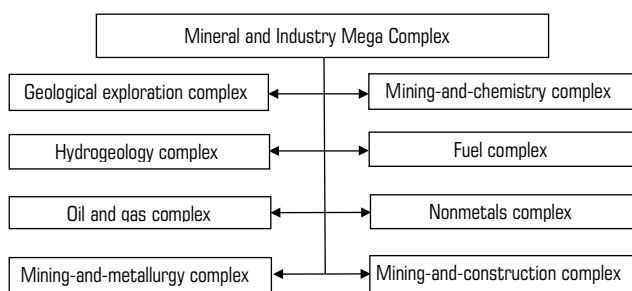 Mineral and Industry Mega Complex
Geological exploration complex
Mining-and-chemistry complex
Hydrogeology complex
Fuel complex
Oil and gas complex
Nonmetals complex
Mining-and-metallurgy complex
Mining-and-construction complex